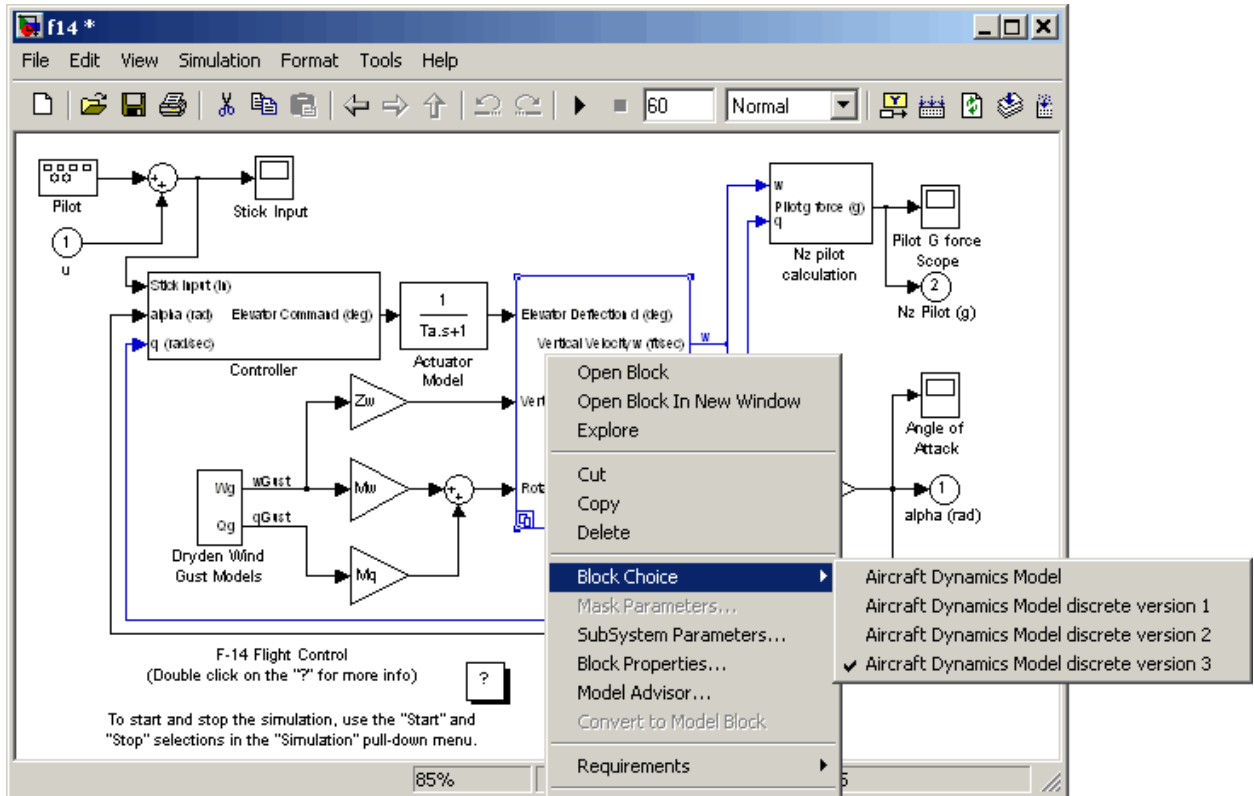 f14 *
File Edit View Simulation Format Tools Help
60 Normal
Pilot
Stick Input
1
u
w
Pilot g force (g)
q
Nz pilot
calculation
Pilot G force
Scope
2
Nz Pilot (g)
Stick Input (in)
alpha (rad) Elevator Command (deg)
q (rad/sec)
Controller
1
Ta.s+1
Actuator
Model
Elevator Deflection d (deg)
Vertical Velocity w (ft/sec)
w
Vert
Rota
Zw
Mw
Mq
Wg wGust
Qg qGust
Dryden Wind
Gust Models
Angle of
Attack
1
alpha (rad)
Open Block
Open Block In New Window
Explore
Cut
Copy
Delete
Block Choice
Mask Parameters...
SubSystem Parameters...
Block Properties...
Model Advisor...
Convert to Model Block
Requirements
Aircraft Dynamics Model
Aircraft Dynamics Model discrete version 1
Aircraft Dynamics Model discrete version 2
Aircraft Dynamics Model discrete version 3
F-14 Flight Control
(Double click on the "?" for more info)
?
To start and stop the simulation, use the "Start" and
"Stop" selections in the "Simulation" pull-down menu.
85%
5